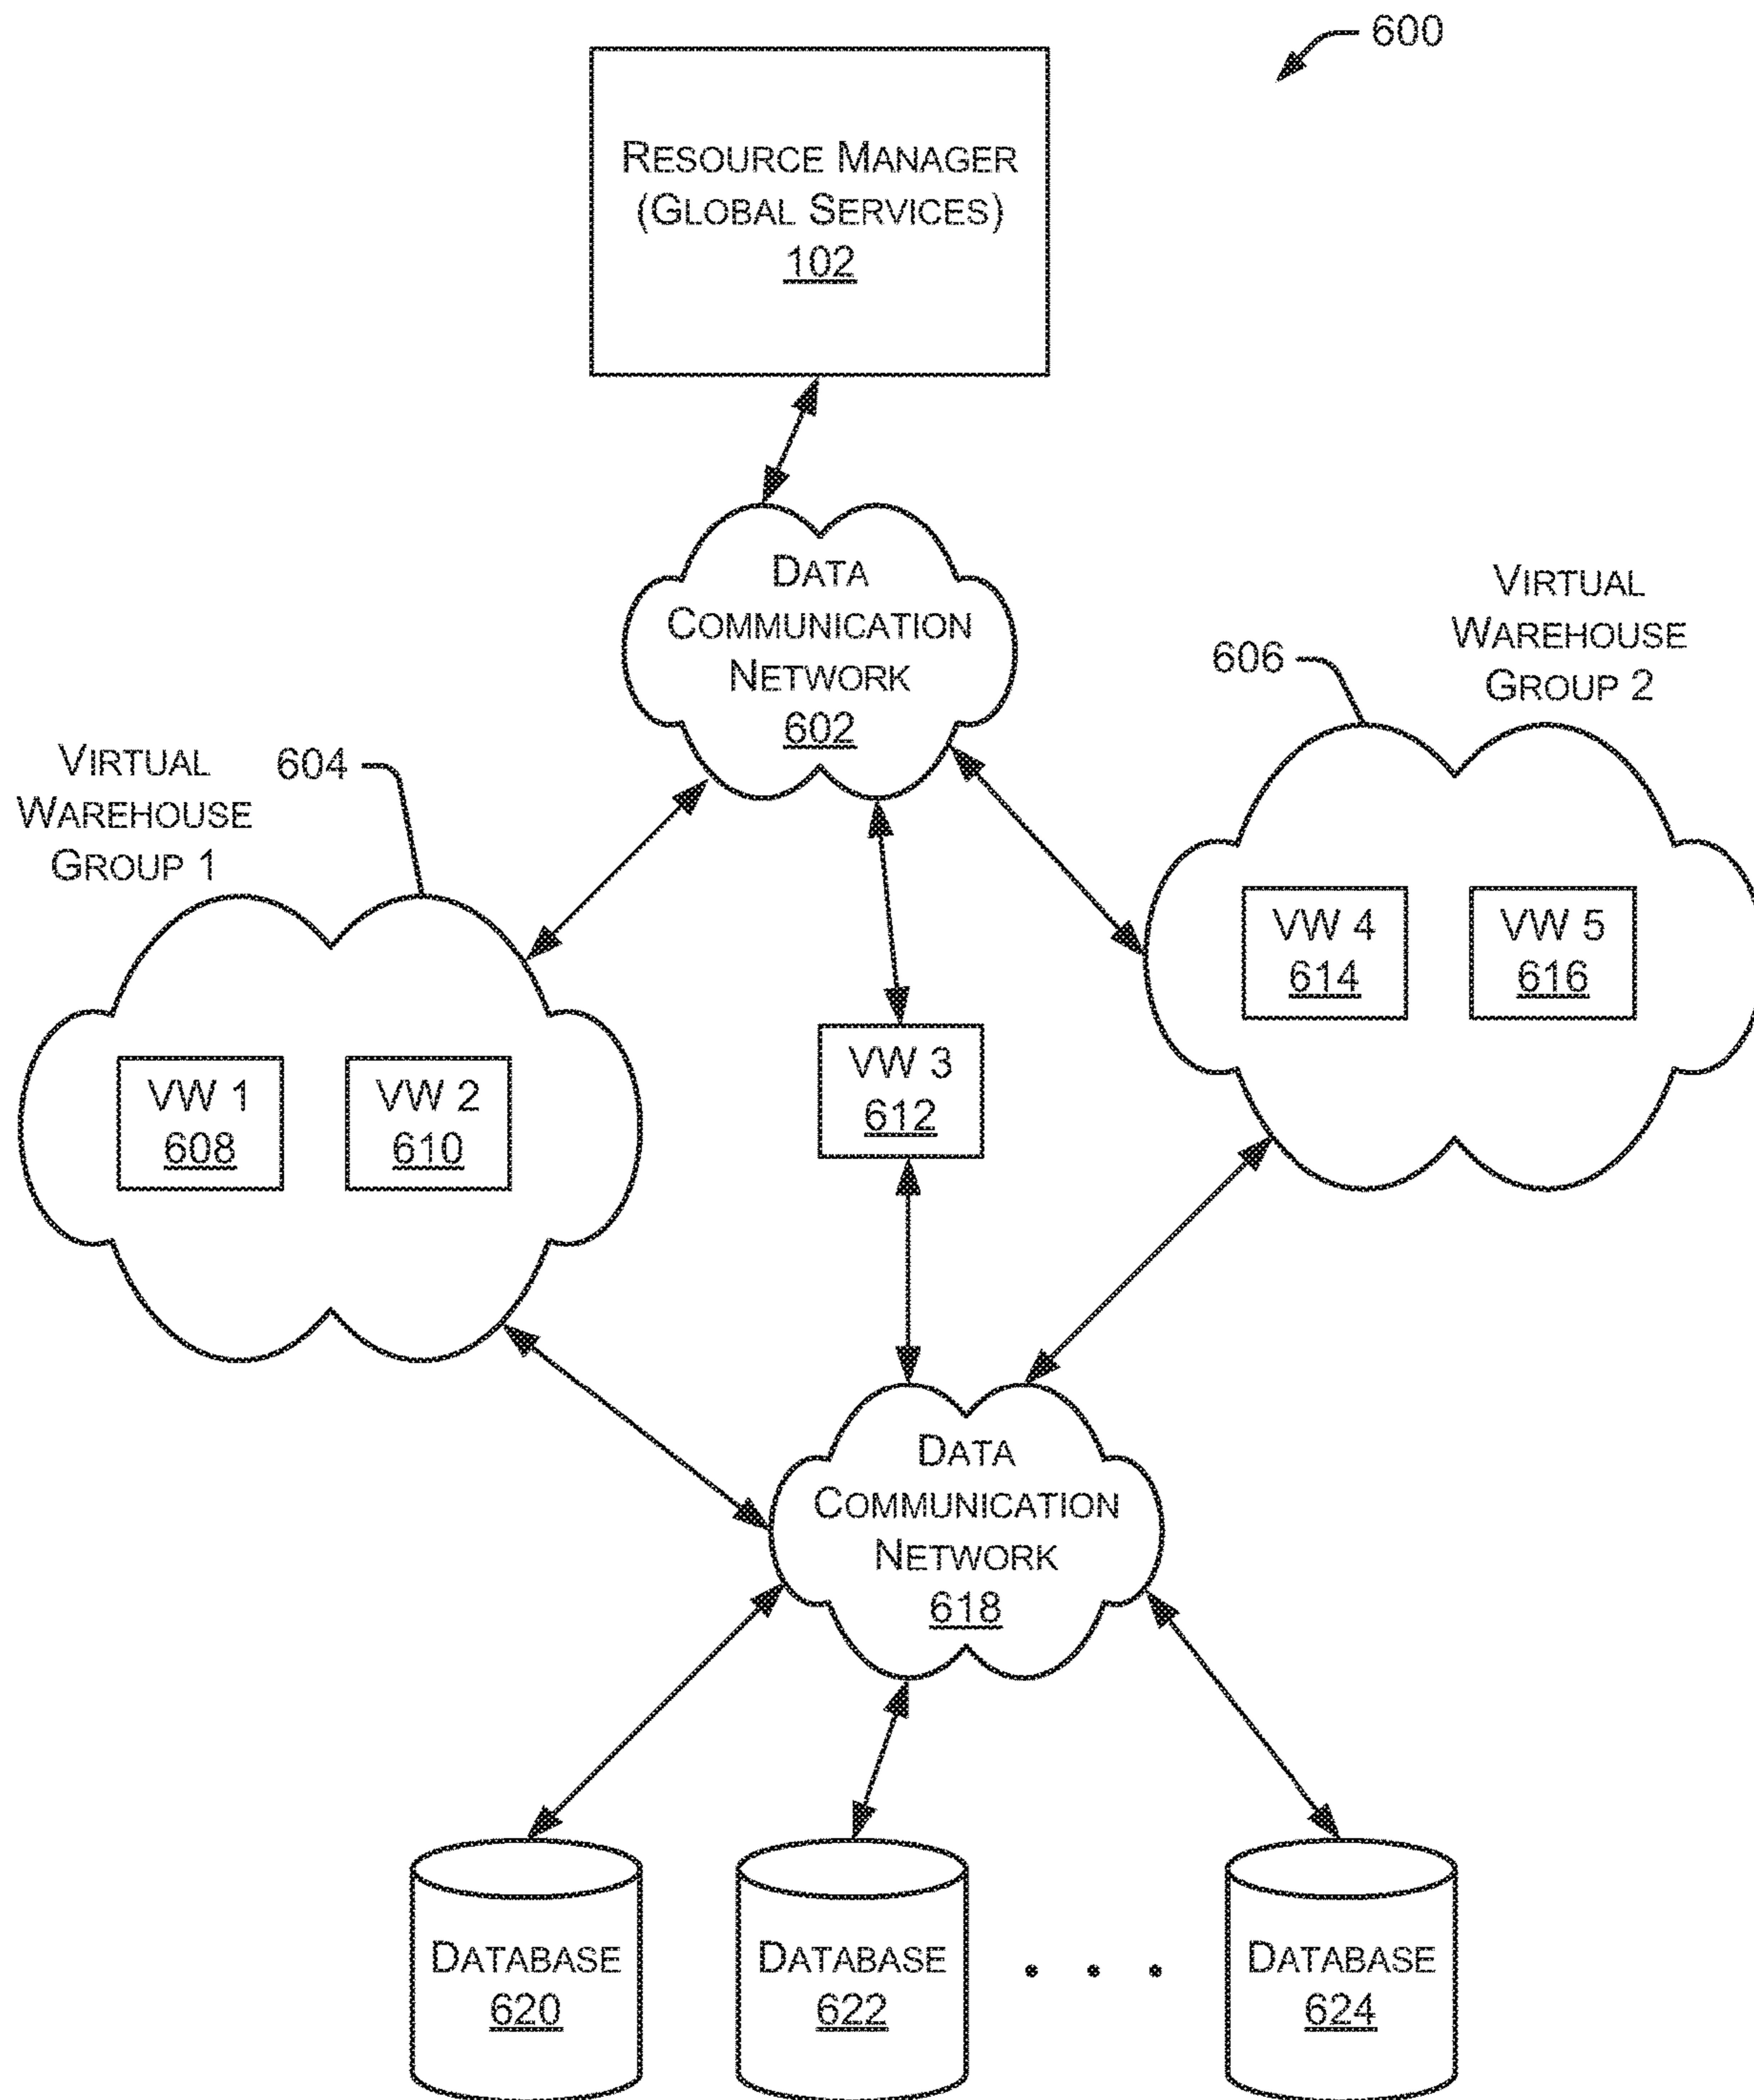 600
RESOURCE MANAGER
(GLOBAL SERVICES)
102
DATA
COMMUNICATION
NETWORK
602
VIRTUAL
WAREHOUSE
GROUP 2
606
VIRTUAL
WAREHOUSE
GROUP 1
604
VW 4
614
VW 5
616
VW 3
612
VW 1
608
VW 2
610
DATA
COMMUNICATION
NETWORK
618
DATABASE
620
DATABASE
622
. . .
DATABASE
624